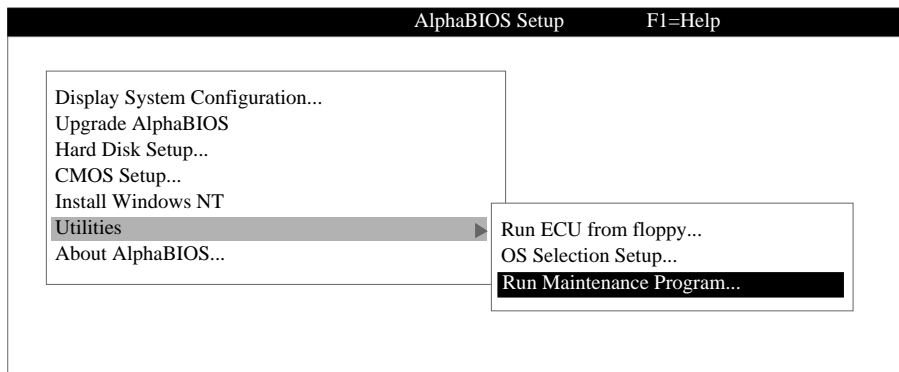 AlphaBIOS Setup F1=Help
Display System Configuration...
Upgrade AlphaBIOS
Hard Disk Setup...
CMOS Setup...
Install Windows NT
Utilities
About AlphaBIOS...
Run ECU from floppy...
OS Selection Setup...
Run Maintenance Program...